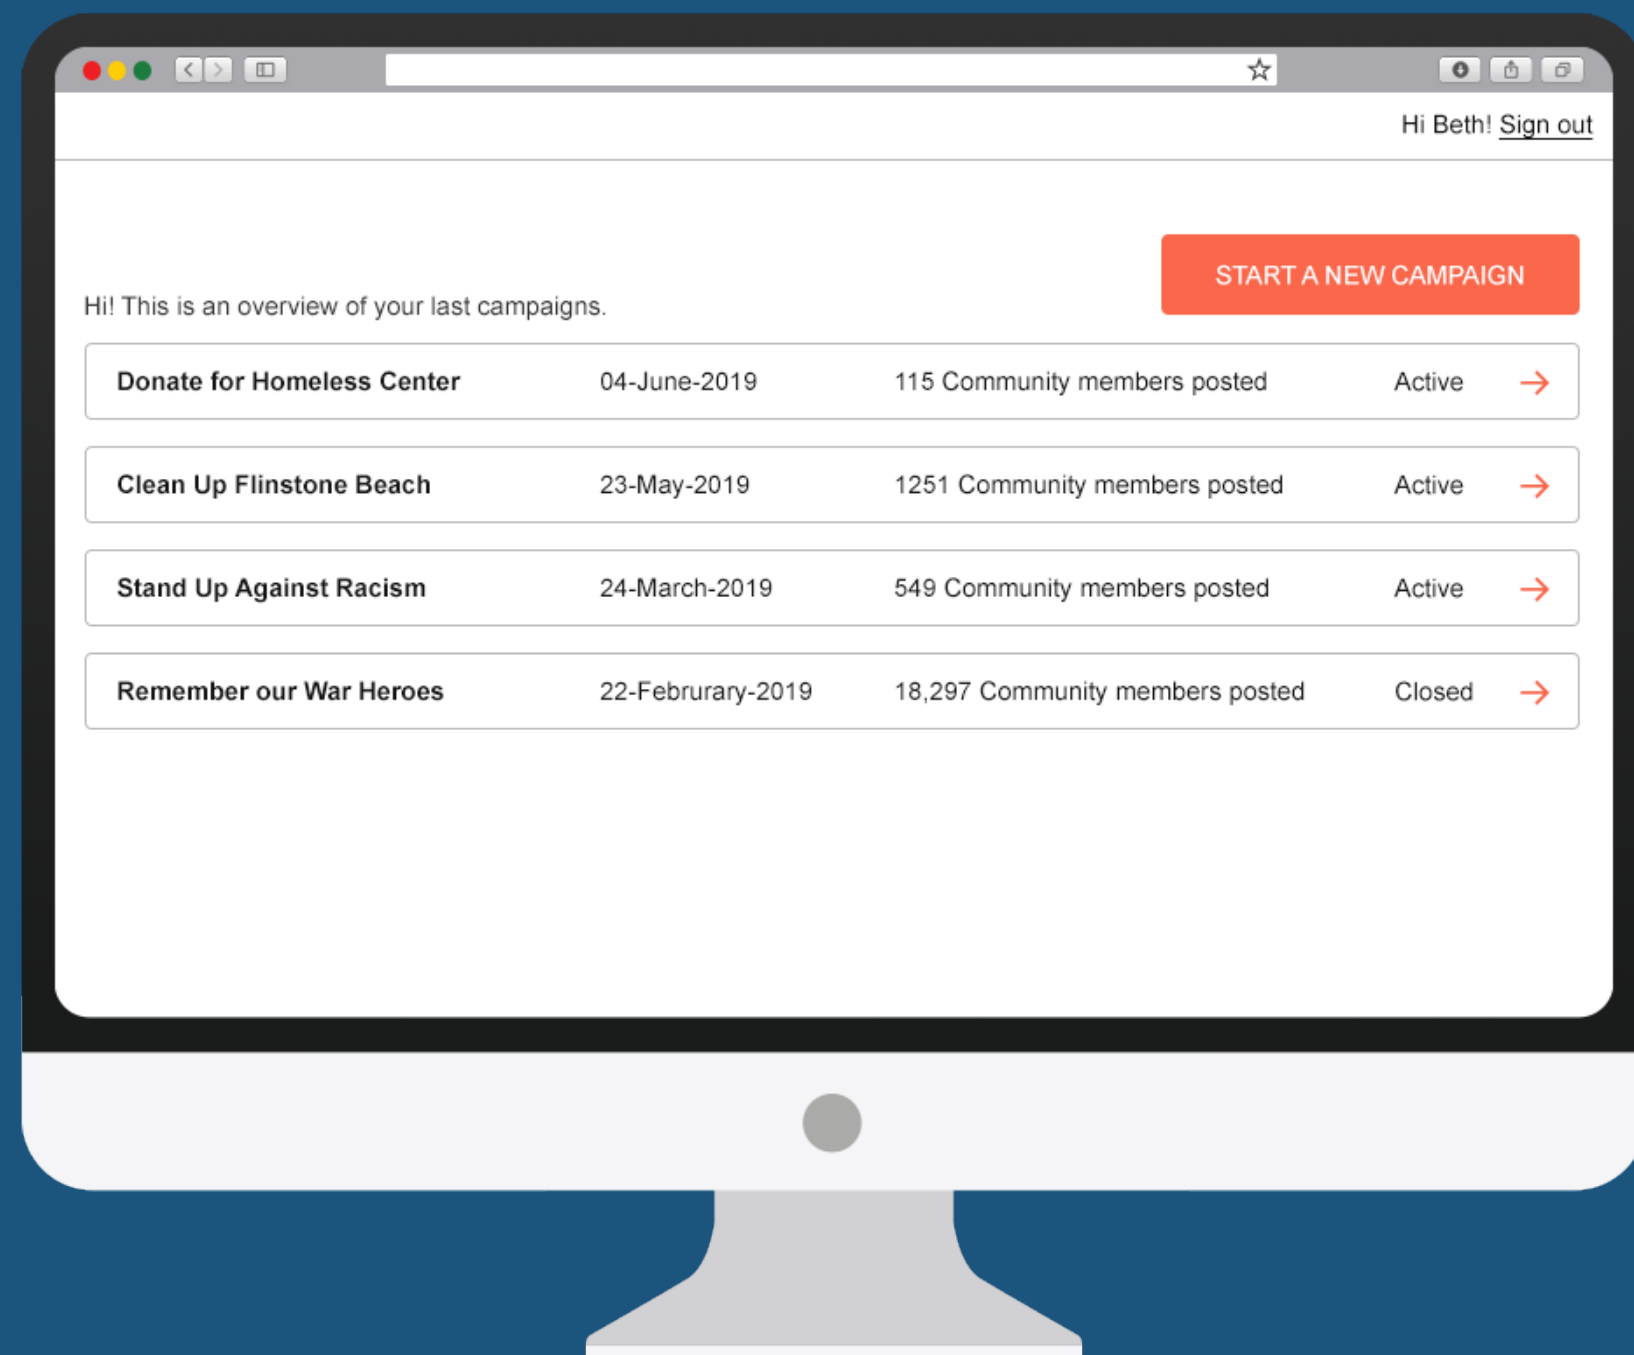 Hi Beth! Sign out
START A NEW CAMPAIGN
Hi! This is an overview of your last campaigns.
Donate for Homeless Center 04-June-2019 115 Community members posted Active
Clean Up Flinstone Beach 23-May-2019 1251 Community members posted Active
Stand Up Against Racism 24-March-2019 549 Community members posted Active
Remember our War Heroes 22-Februrary-2019 18,297 Community members posted Closed